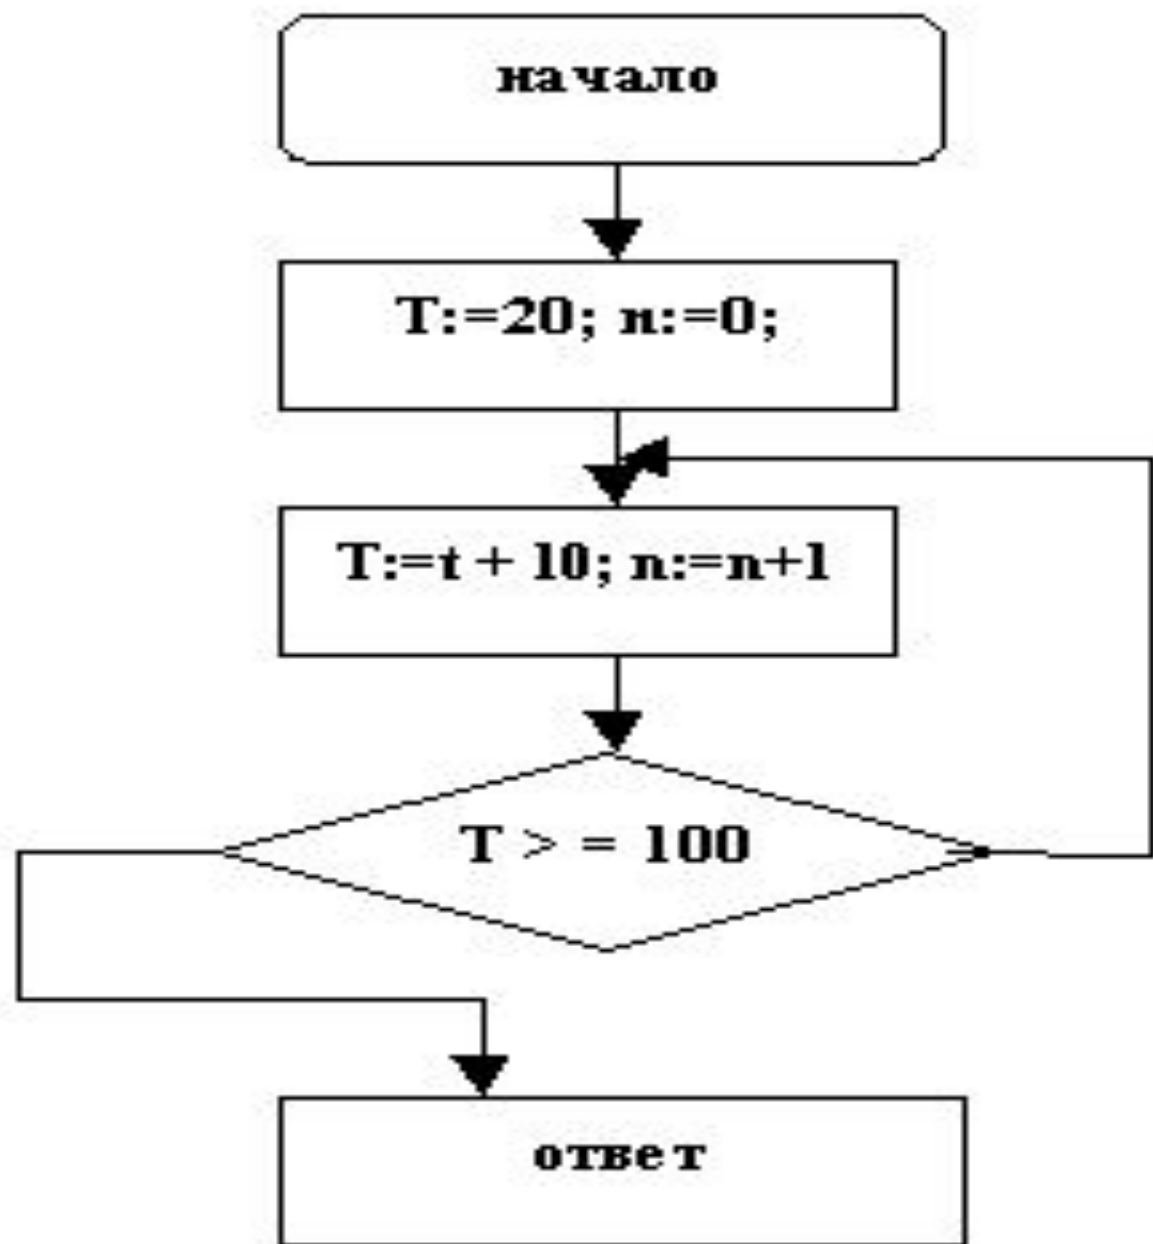 начало
T:=20; n:=0;
T:=t + 10; n:=n+1
T > = 100
ответ